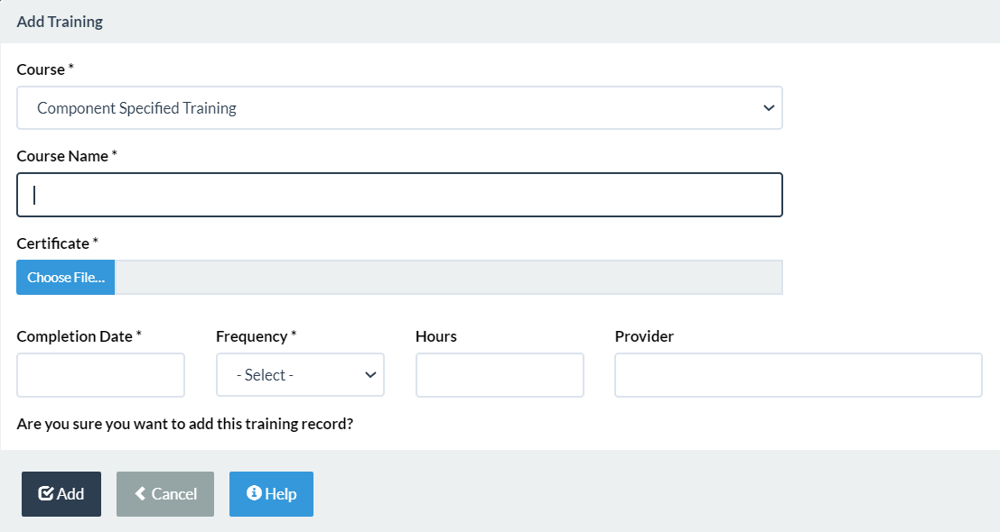 Add Training
Course *
Component Specified Training
Course Name *
Certificate *
Choose File...
Completion Date * Frequency * Hours Provider
- Select -
Are you sure you want to add this training record?
Add Cancel Help